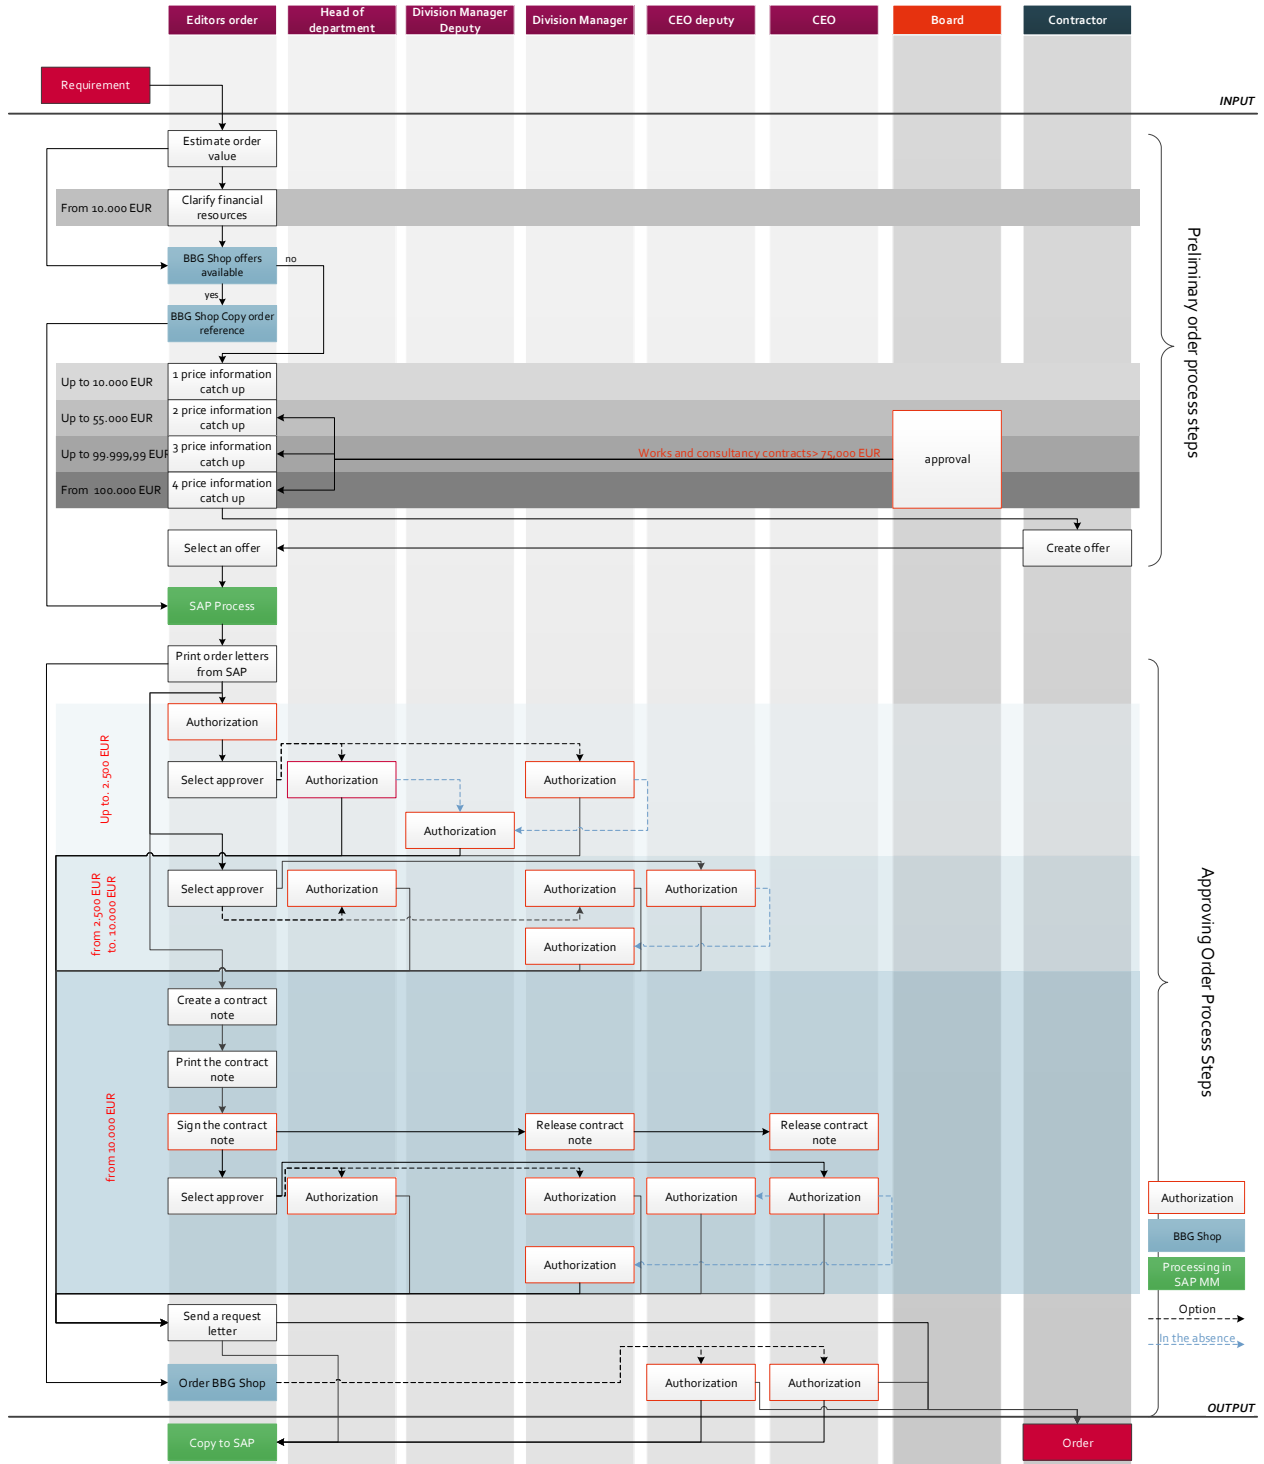 Editors order
Head of
department
Division Manager
Deputy
Division Manager
CEO deputy
CEO
Board
Contractor
Requirement
INPUT
Estimate order
value
From 10.000 EUR
Clarify financial
resources
BBG Shop offers
available
no
yes
BBG Shop Copy order
reference
Preliminary order process steps
Up to 10.000 EUR
1 price information
catch up
Up to 55.000 EUR
2 price information
catch up
Up to 99.999,99 EUR
3 price information
catch up
Works and consultancy contracts> 75,000 EUR
approval
From 100.000 EUR
4 price information
catch up
Select an offer
Create offer
SAP Process
Print order letters
from SAP
Up to. 2.500 EUR
Authorization
Select approver
Authorization
Authorization
Authorization
from 2.500 EUR
to. 10.000 EUR
Select approver
Authorization
Authorization
Authorization
Authorization
Approving Order Process Steps
from 10.000 EUR
Create a contract
note
Print the contract
note
Sign the contract
note
Release contract
note
Release contract
note
Select approver
Authorization
Authorization
Authorization
Authorization
Authorization
Authorization
BBG Shop
Processing in
SAP MM
Option
In the absence
Send a request
letter
Order BBG Shop
Authorization
Authorization
OUTPUT
Copy to SAP
Order